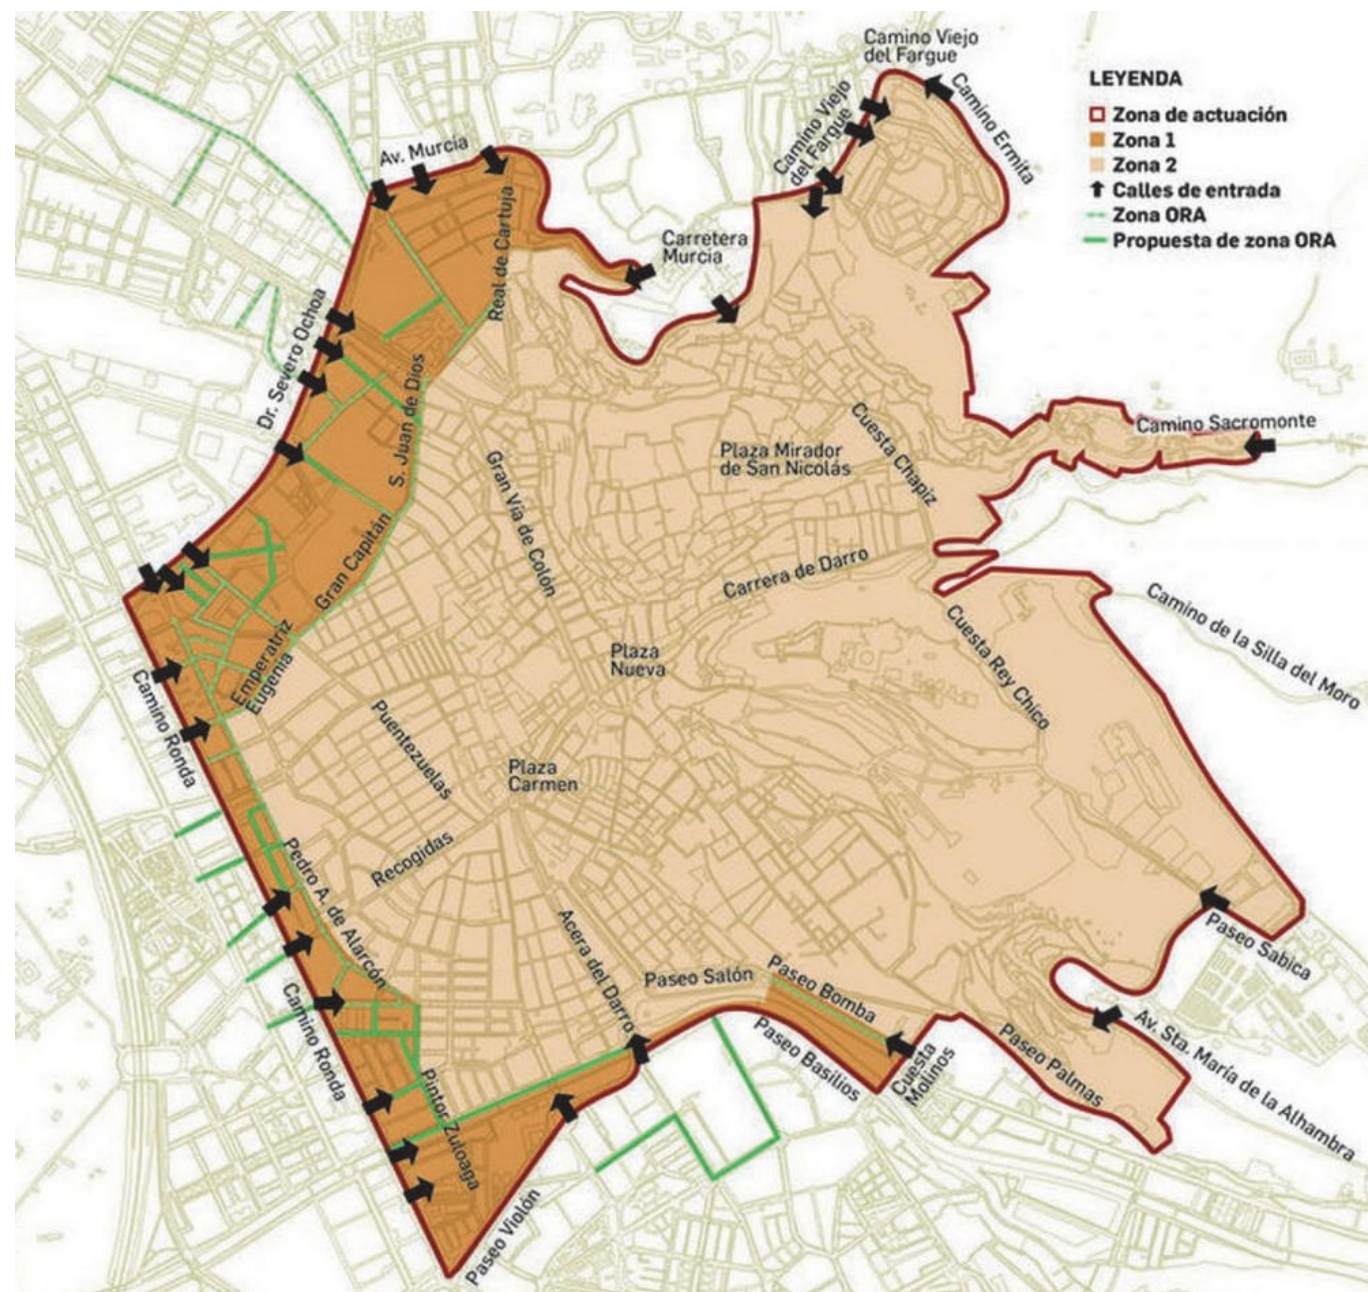 Camino Viejo
del Fargue
LEYENDA
Zona de actuación
Zona 1
Zona 2
Calles de entrada
Zona ORA
Propuesta de zona ORA
Camino Viejo
del Fargue
Camino Ermita
Av. Murcia
Real de Cartuja
Carretera
Murcia
Dr. Severo Ochoa
S. Juan de Dios
Cuesta Chapiz
Camino Sacromonte
Plaza Mirador
de San Nicolás
Gran Vía de Colón
Gran Capitán
Carrera de Darro
Camino de la Silla del Moro
Cuesta Rey Chico
Emperatriz
Eugenia
Plaza
Nueva
Camino Ronda
Puentezuelas
Plaza
Carmen
Recogidas
Pedro A. de Alarcón
Acera del Darro
Paseo Sabica
Paseo Salón
Paseo Bomba
Camino Ronda
Paseo Basilios
Cuesta
Molinos
Paseo Palmas
Av. Sta. María de la Alhambra
Pintor Zuloaga
Paseo Violón